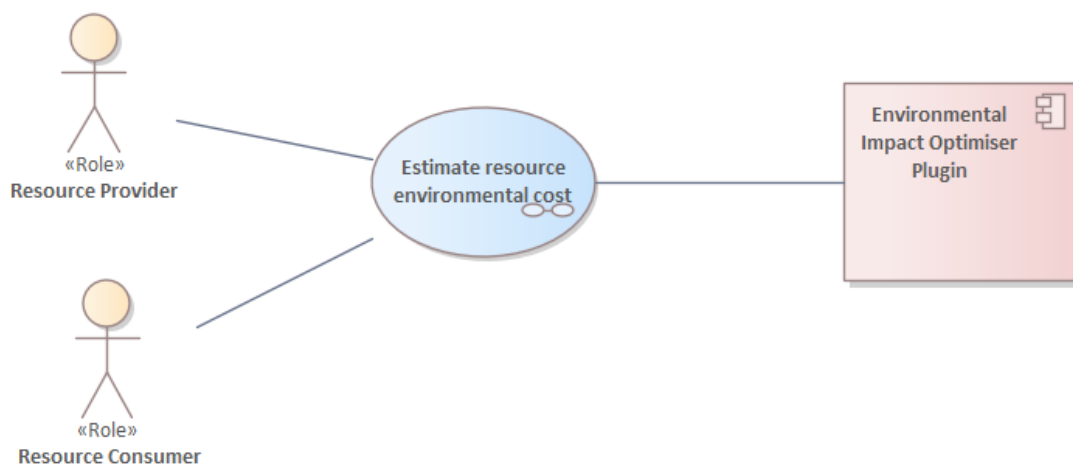 «Role»
Resource Provider
Estimate resource
environmental cost
Environmental
Impact Optimiser
Plugin
«Role»
Resource Consumer